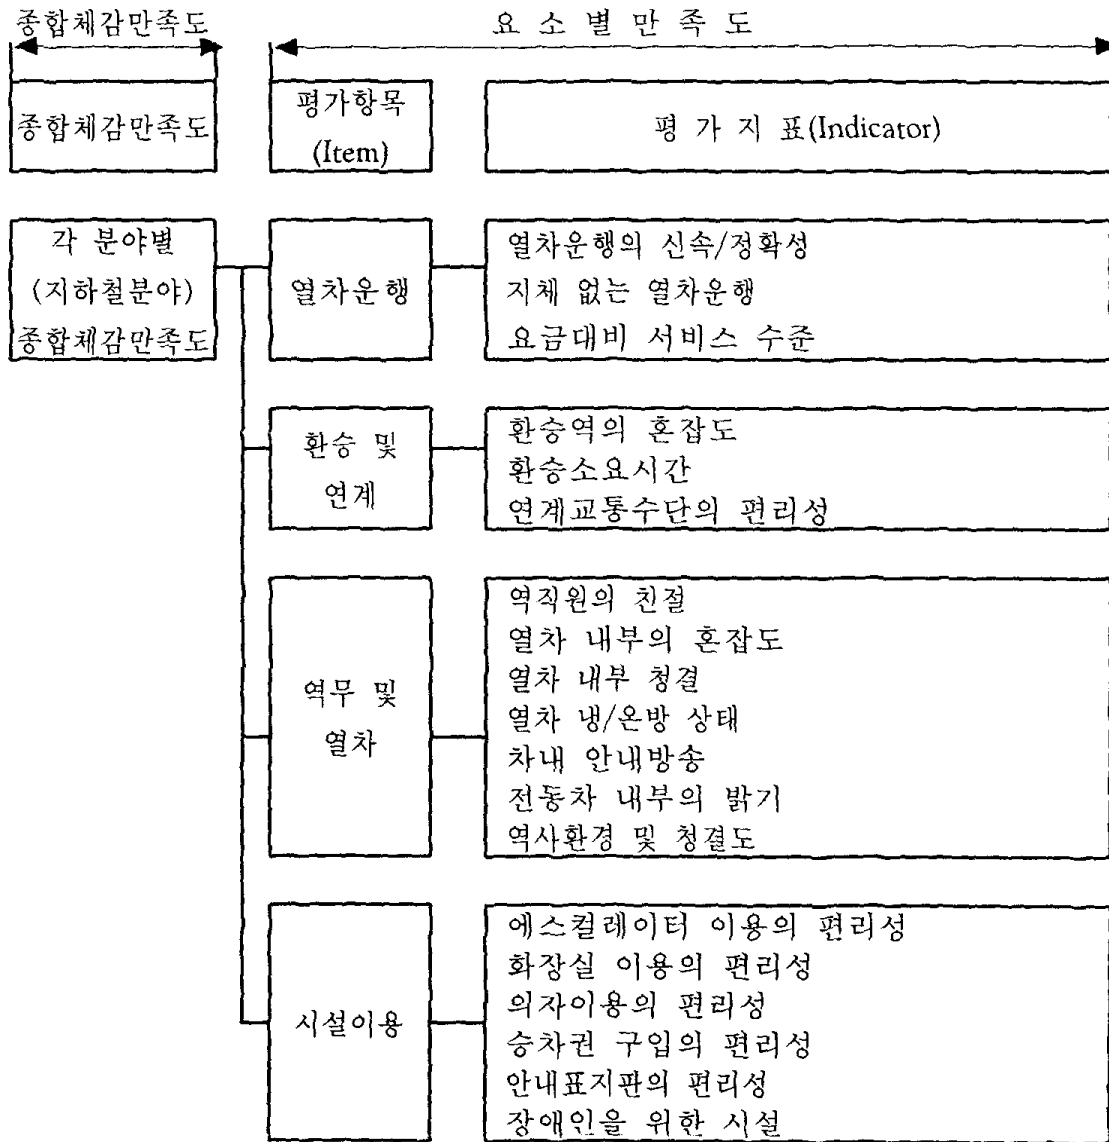 종합체감만족도
요 소 별 만 족 도
종합체감만족도
평가항목
(Item)
평 가 지 표(Indicator)
각 분야별
(지하철분야)
종합체감만족도
열차운행
열차운행의 신속/정확성
지체 없는 열차운행
요금대비 서비스 수준
환승 및
연계
환승역의 혼잡도
환승소요시간
연계교통수단의 편리성
역무 및
열차
역직원의 친절
열차 내부의 혼잡도
열차 내부 청결
열차 냉/온방 상태
차내 안내방송
전동차 내부의 밝기
역사환경 및 청결도
시설이용
에스컬레이터 이용의 편리성
화장실 이용의 편리성
의자이용의 편리성
승차권 구입의 편리성
안내표지판의 편리성
장애인을 위한 시설